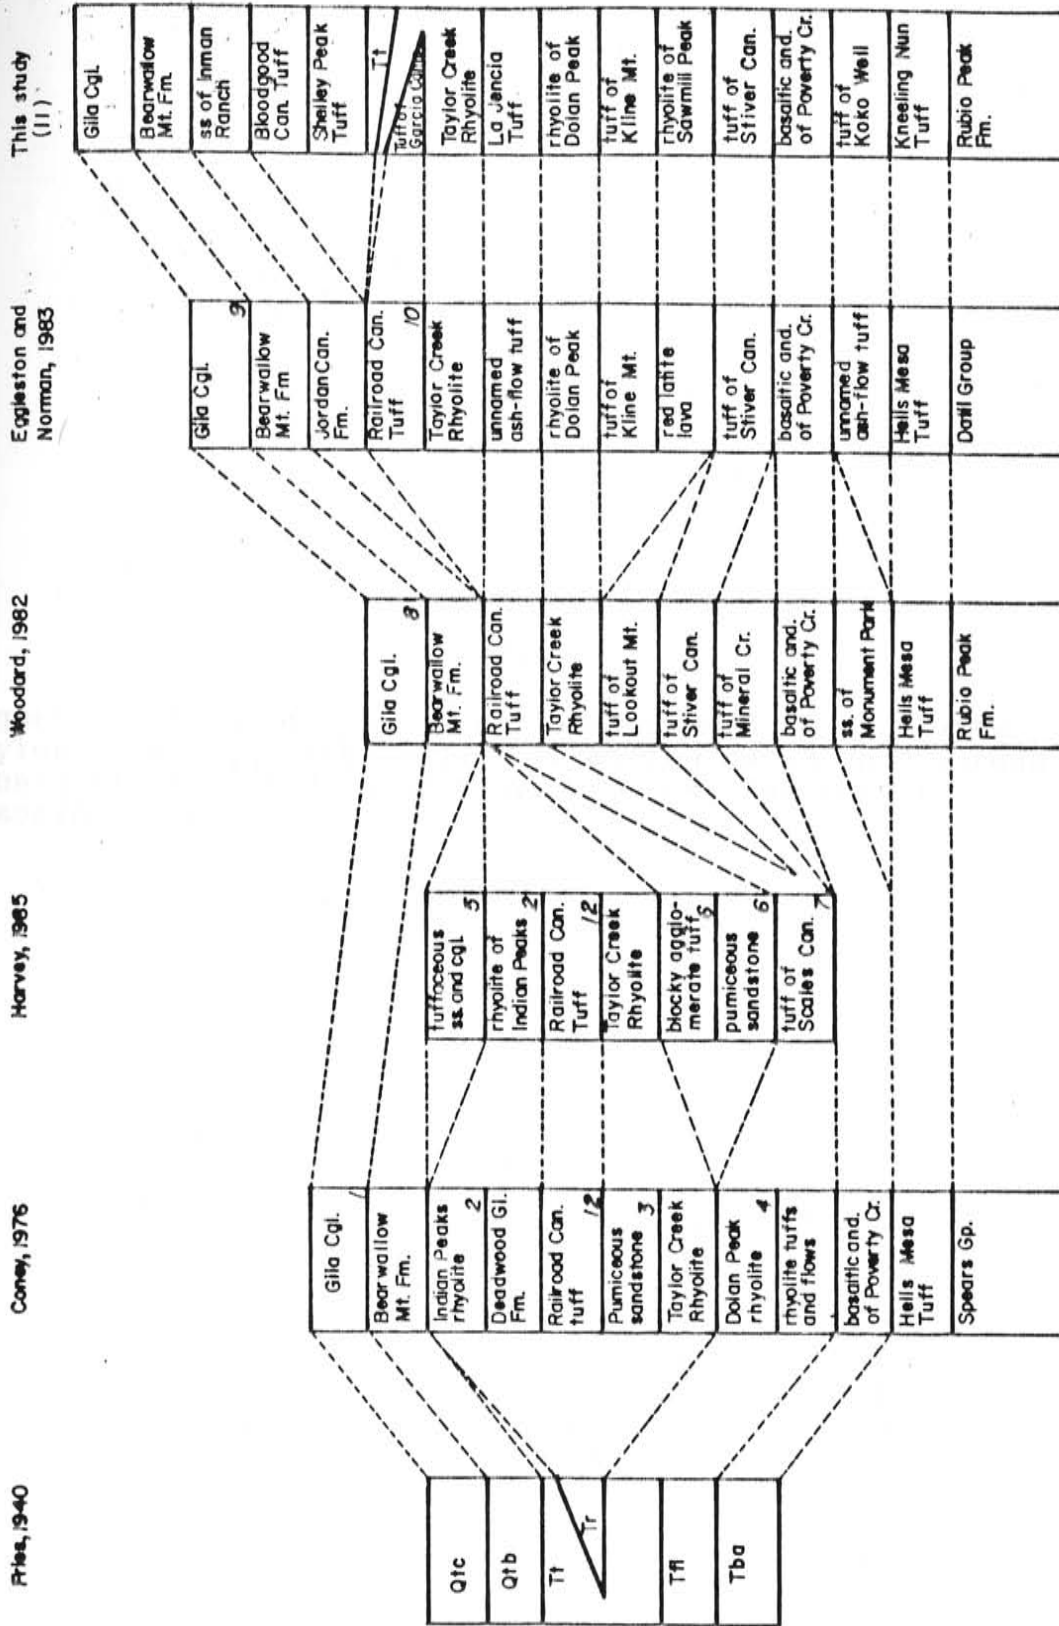 Fries, 1940
Qtc
Qtb
Tt
Tr
Tfl
Tba
Coney, 1976
Gila Cgl.
1
Bearwallow
Mt. Fm.
Indian Peaks
rhyolite
2
Deadwood Gl.
Fm.
Railroad Can.
tuff
12
Pumiceous
sandstone
3
Taylor Creek
Rhyolite
Dolan Peak
rhyolite
4
rhyolite tuffs
and flows
basaltic and.
of Poverty Cr.
Hells Mesa
Tuff
Spears Gp.
Harvey, 1985
tuffaceous
ss. and cgl.
5
rhyolite of
Indian Peaks
2
Railroad Can.
Tuff
12
Taylor Creek
Rhyolite
blocky agglo-
merate tuff
5
pumiceous
sandstone
6
tuff of
Scales Can.
7
Woodard, 1982
Gila Cgl.
8
Bearwallow
Mt. Fm.
Railroad Can.
Tuff
Taylor Creek
Rhyolite
tuff of
Lookout Mt.
tuff of
Stiver Can.
tuff of
Mineral Cr.
basaltic and.
of Poverty Cr.
ss. of
Monument Park
Hells Mesa
Tuff
Rubio Peak
Fm.
Eggleston and
Norman, 1983
Gila Cgl.
9
Bearwallow
Mt. Fm
Jordan Can.
Fm.
Railroad Can.
Tuff
10
Taylor Creek
Rhyolite
unnamed
ash-flow tuff
rhyolite of
Dolan Peak
tuff of
Kline Mt.
red latite
lava
tuff of
Stiver Can.
basaltic and.
of Poverty Cr.
unnamed
ash-flow tuff
Hells Mesa
Tuff
Datil Group
This study
(11)
Gila Cgl.
Bearwallow
Mt. Fm.
ss of Inman
Ranch
Bloodgood
Can. Tuff
Shelley Peak
Tuff
Tt
Tuff of
Garcia
Taylor Creek
Rhyolite
La Jencia
Tuff
rhyolite of
Dolan Peak
tuff of
Kline Mt.
rhyolite of
Sawmill Peak
tuff of
Stiver Can.
basaltic and.
of Poverty Cr.
tuff of
Koko Well
Kneeling Nun
Tuff
Rubio Peak
Fm.